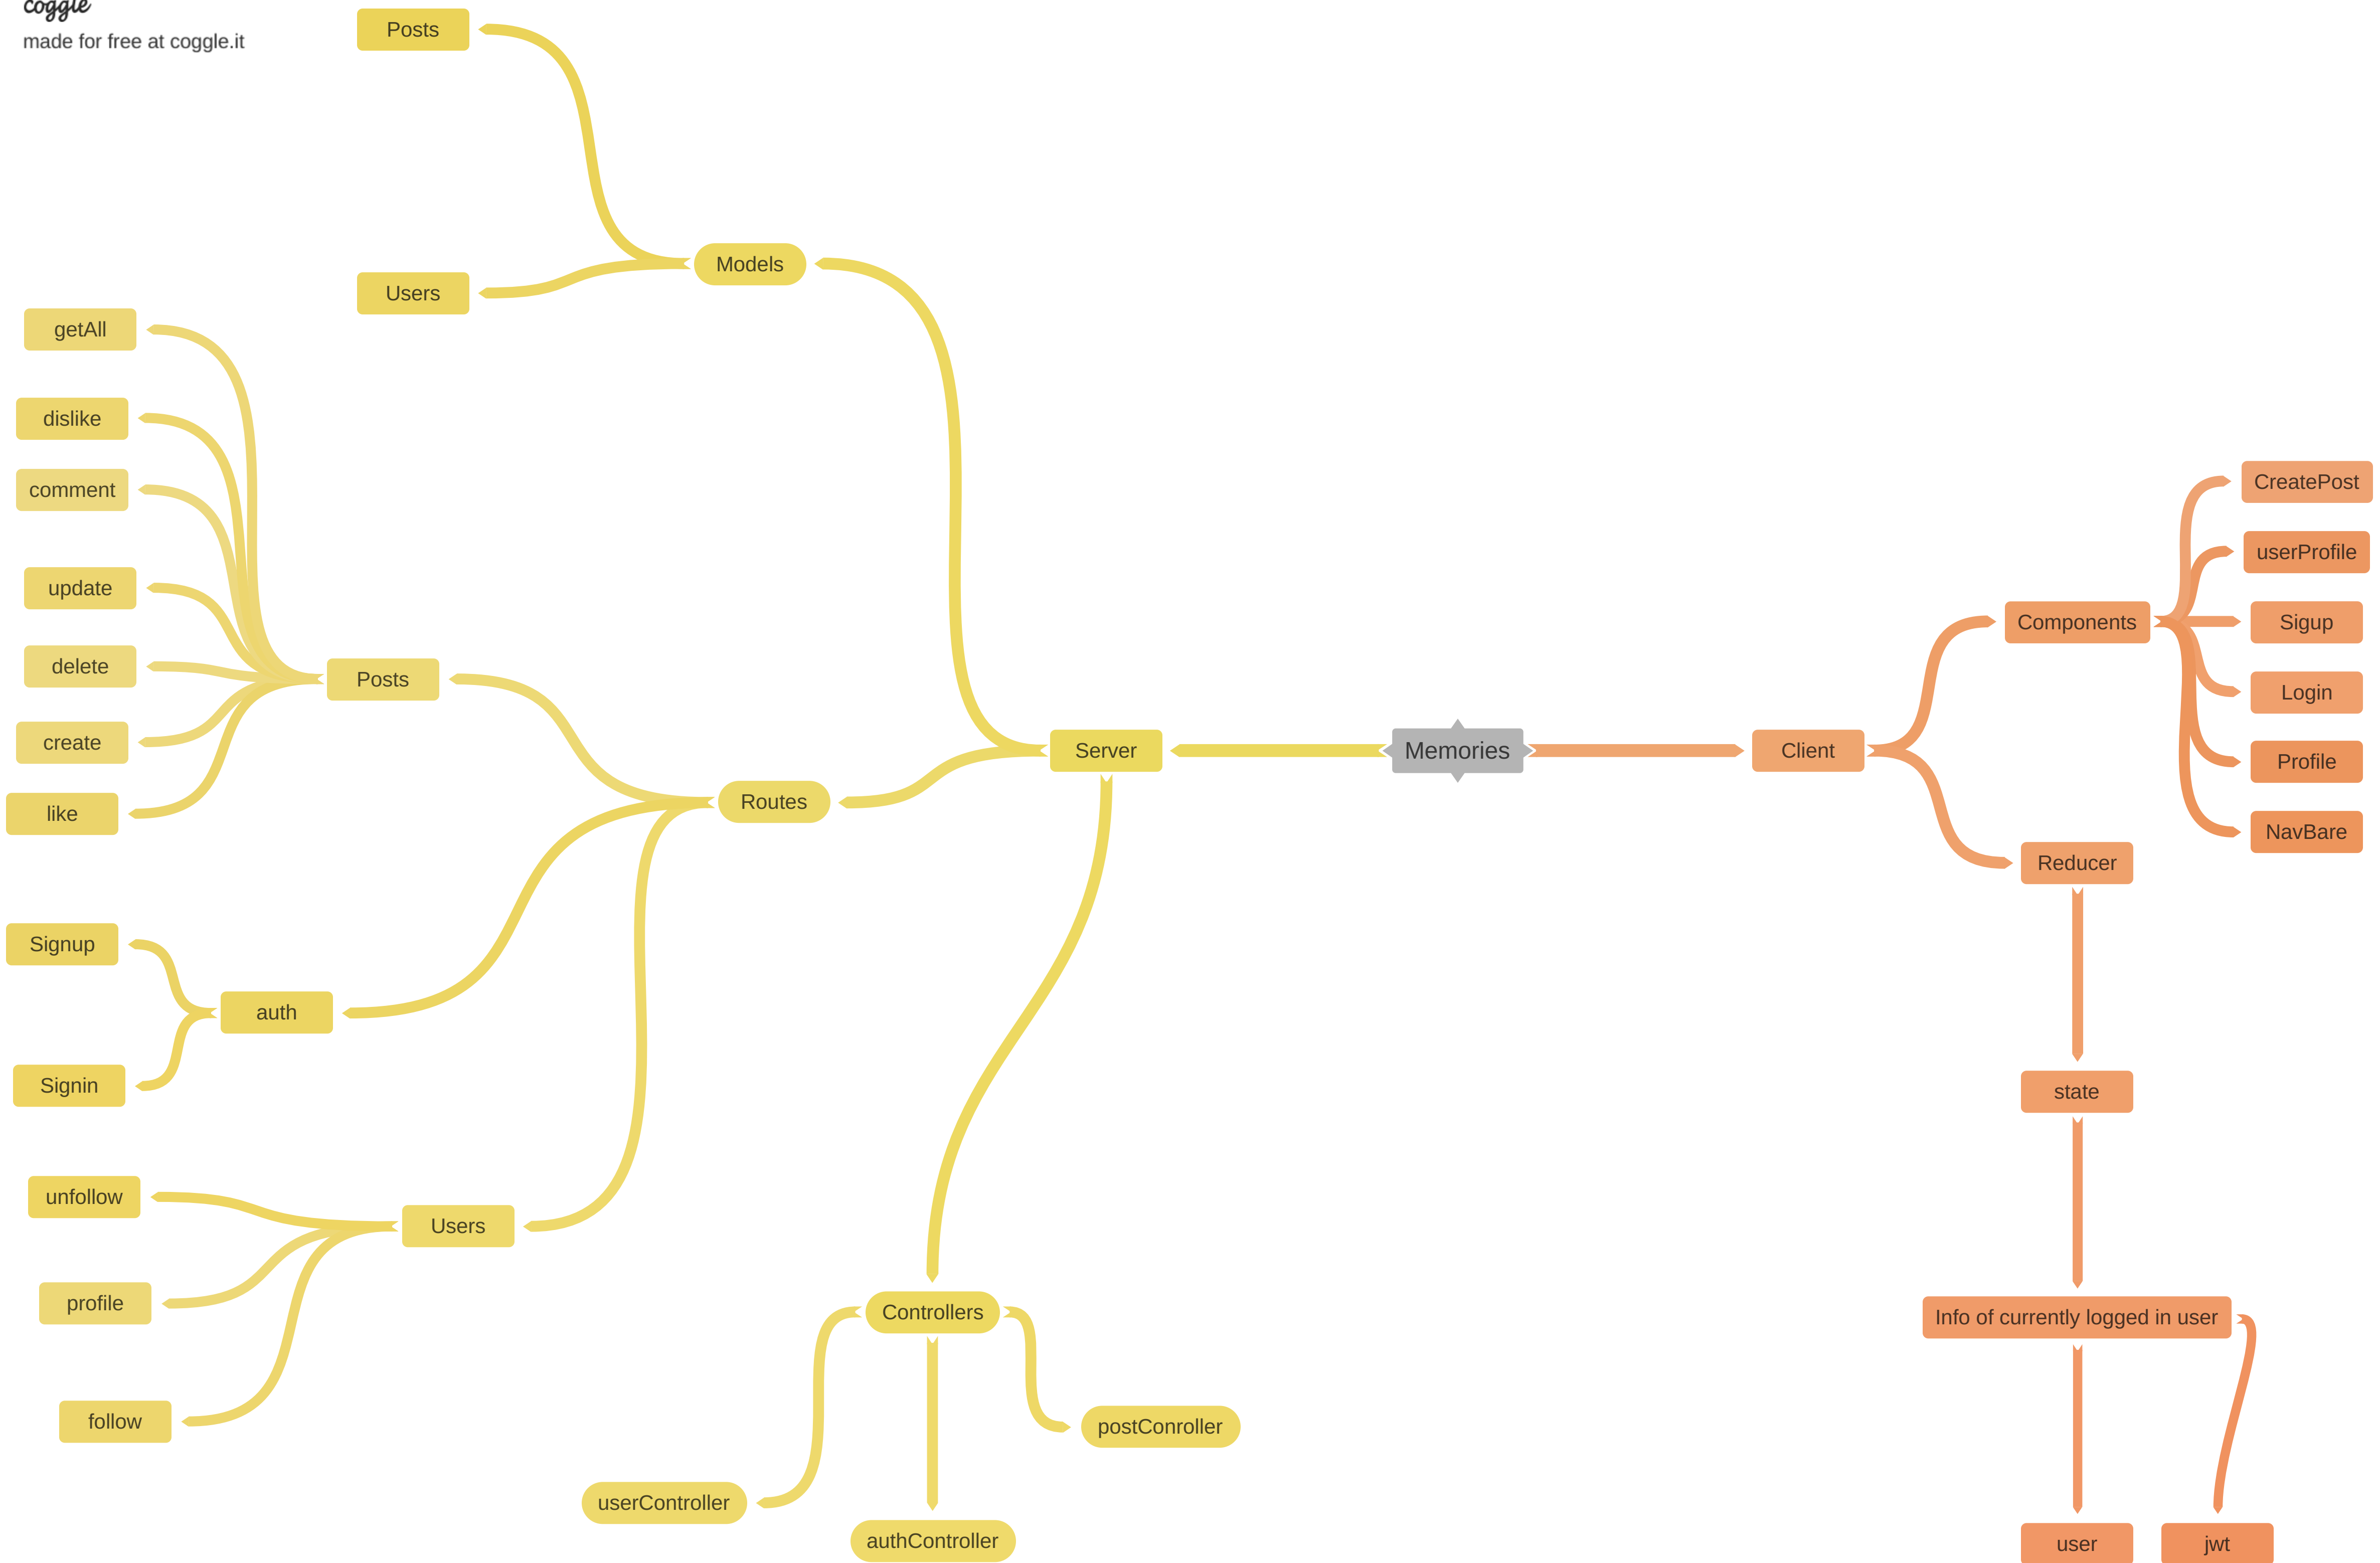 coggle
made for free at coggle.it
Posts
Models
Users
getAll
dislike
comment
update
delete
Posts
create
like
Routes
Server
Memories
Client
Components
CreatePost
userProfile
Sigup
Login
Profile
NavBare
Reducer
state
Info of currently logged in user
user
jwt
Signup
auth
Signin
unfollow
Users
profile
follow
Controllers
postConroller
userController
authController